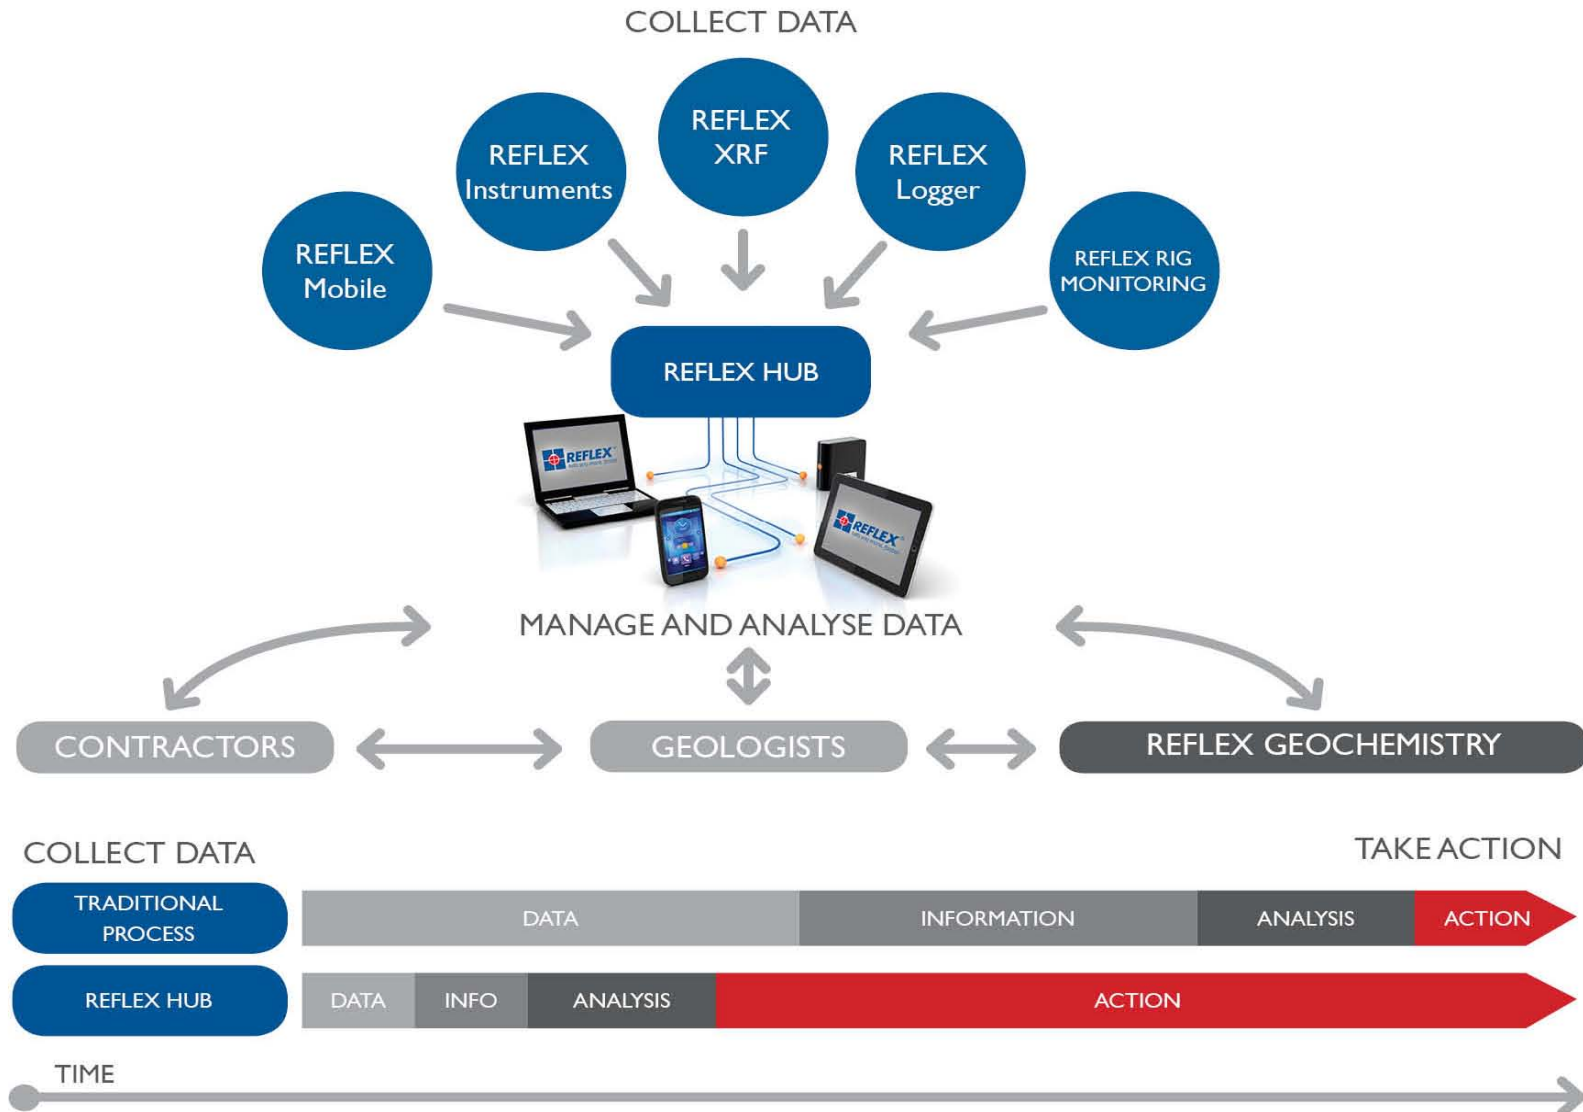 COLLECT DATA
REFLEX
XRF
REFLEX
Instruments
REFLEX
Logger
REFLEX
Mobile
REFLEX RIG
MONITORING
REFLEX HUB
REFLEX
REFLEX
MANAGE AND ANALYSE DATA
CONTRACTORS
GEOLOGISTS
REFLEX GEOCHEMISTRY
COLLECT DATA
TAKE ACTION
TRADITIONAL
PROCESS
DATA
INFORMATION
ANALYSIS
ACTION
REFLEX HUB
DATA
INFO
ANALYSIS
ACTION
TIME